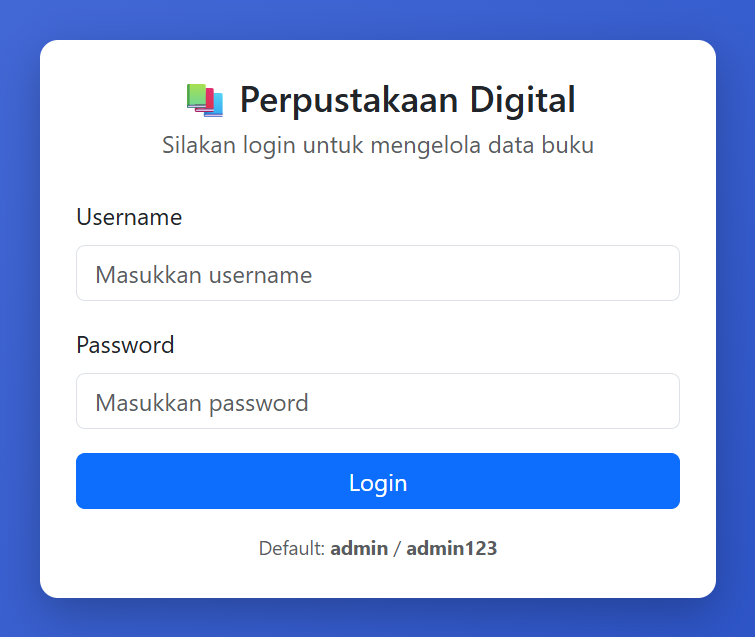 Perpustakaan Digital
Silakan login untuk mengelola data buku
Username
Masukkan username
Password
Masukkan password
Login
Default: admin / admin123